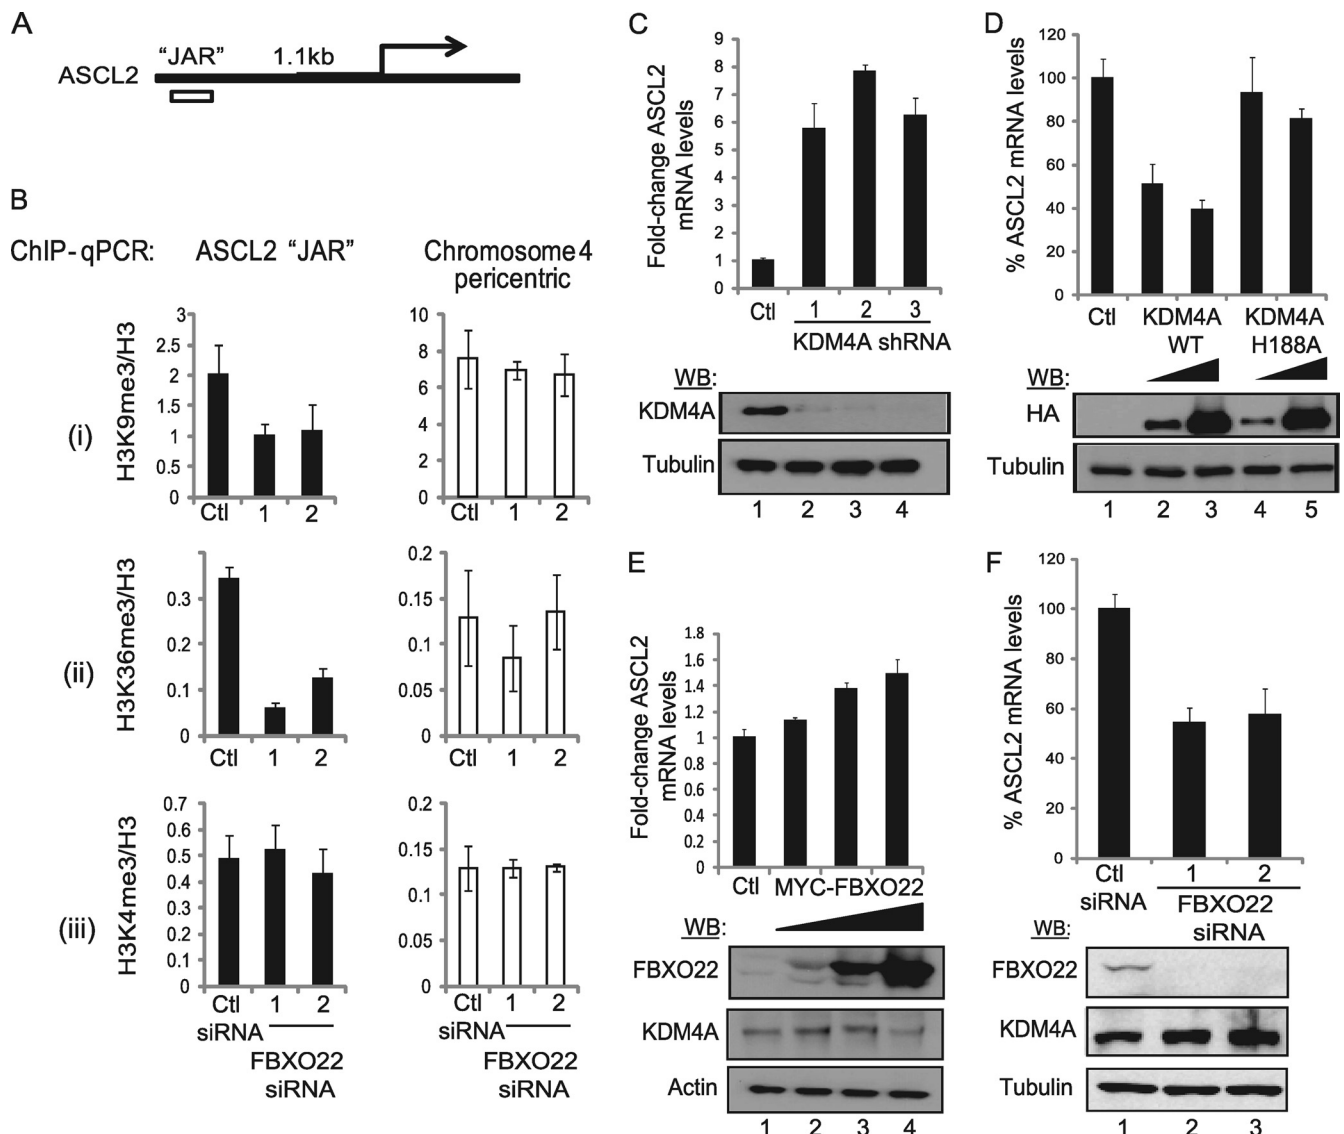 A
"JAR"
1.1kb
ASCL2
B
ChIP-qPCR:
ASCL2 "JAR"
Chromosome 4
pericentric
(i)
H3K9me3/H3
3
2.5
2
1.5
1
0.5
0
Ctl 1 2
10
8
6
4
2
0
Ctl 1 2
(ii)
H3K36me3/H3
0.3
0.2
0.1
0
Ctl 1 2
0.2
0.15
0.1
0.05
0
Ctl 1 2
(iii)
H3K4me3/H3
0.7
0.6
0.5
0.4
0.3
0.2
0.1
0
Ctl 1 2
siRNA
FBXO22
siRNA
0.2
0.15
0.1
0.05
0
Ctl 1 2
siRNA
FBXO22
siRNA
C
Fold-change ASCL2
mRNA levels
9
8
7
6
5
4
3
2
1
0
Ctl 1 2 3
KDM4A shRNA
WB:
KDM4A
Tubulin
1 2 3 4
D
% ASCL2 mRNA levels
120
100
80
60
40
20
0
Ctl KDM4A KDM4A
WT H188A
WB:
HA
Tubulin
1 2 3 4 5
E
Fold-change ASCL2
mRNA levels
1.8
1.6
1.4
1.2
1
0.8
0.6
0.4
0.2
0
Ctl MYC-FBXO22
WB:
FBXO22
KDM4A
Actin
1 2 3 4
F
% ASCL2 mRNA levels
120
100
80
60
40
20
0
Ctl 1 2
siRNA FBXO22
siRNA
WB:
FBXO22
KDM4A
Tubulin
1 2 3